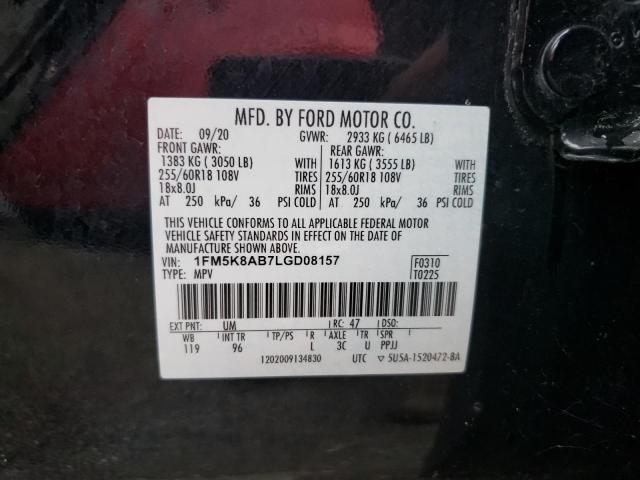 MFD. BY FORD MOTOR CO.
DATE: 09/20 GVWR: 2933 KG ( 6465 LB)
FRONT GAWR: REAR GAWR:
1383 KG ( 3050 LB) WITH 1613 KG ( 3555 LB) WITH
255/60R18 108V TIRES 255/60R18 108V TIRES
18x8.0J RIMS 18x8.0J RIMS
AT 250 kPa/ 36 PSI COLD AT 250 kPa/ 36 PSI COLD
THIS VEHICLE CONFORMS TO ALL APPLICABLE FEDERAL MOTOR
VEHICLE SAFETY STANDARDS IN EFFECT ON THE DATE OF
MANUFACTURE SHOWN ABOVE.
VIN: 1FM5K8AB7LGD08157 F0310
TYPE: MPV T0225
EXT PNT: UM RC: 47 DSO:
WB INT TR TP/PS R AXLE TR SPR
119 96 L 3C U PPJJ
1202009134830 UTC 5U5A-1520472-BA